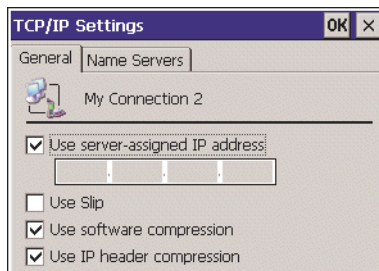 TCP/IP Settings OK ×
General Name Servers
My Connection 2
Use server-assigned IP address
. . .
Use Slip
Use software compression
Use IP header compression